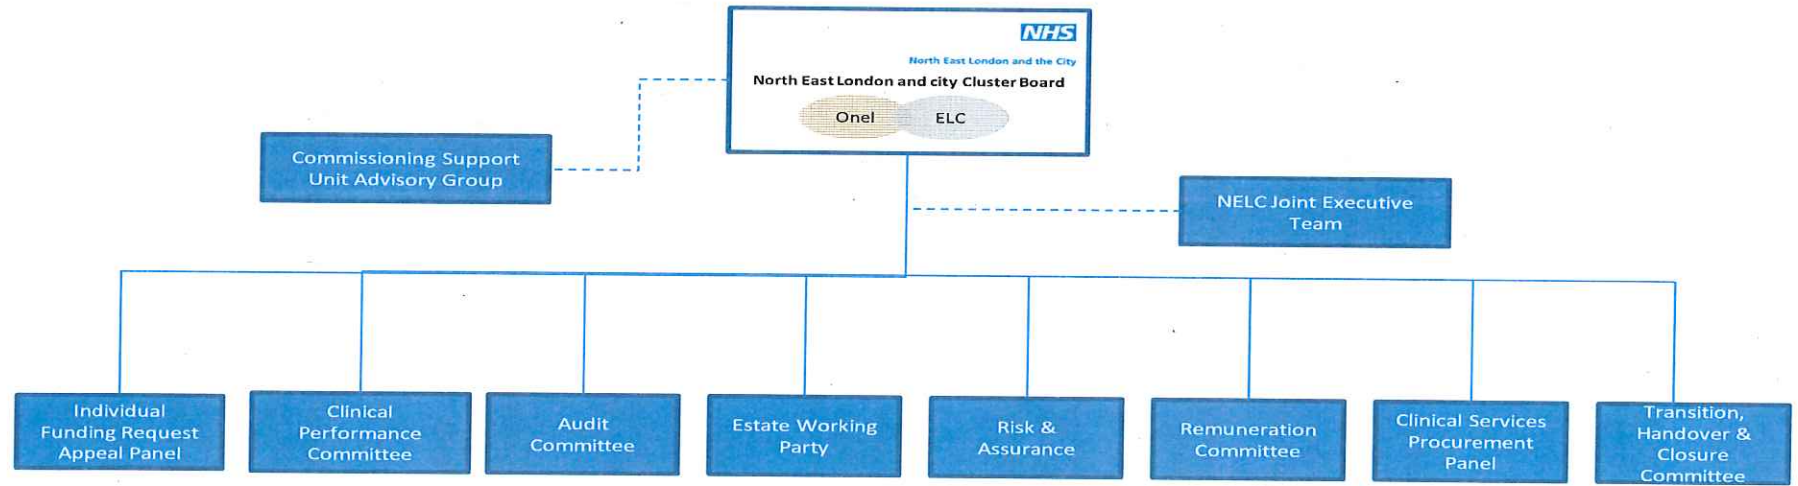 NHS
North East London and the City
North East London and city Cluster Board
Onel
ELC
Commissioning Support
Unit Advisory Group
NELC Joint Executive
Team
Individual
Funding Request
Appeal Panel
Clinical
Performance
Committee
Audit
Committee
Estate Working
Party
Risk &
Assurance
Remuneration
Committee
Clinical Services
Procurement
Panel
Transition,
Handover &
Closure
Committee